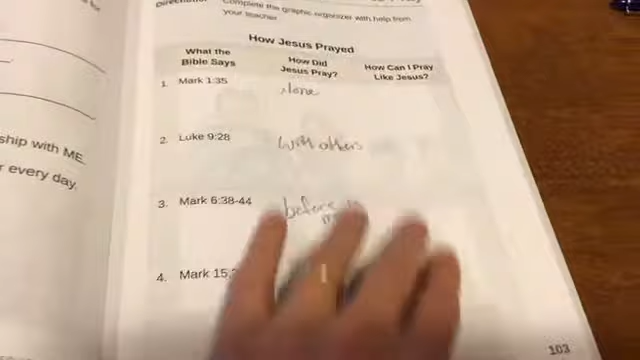 Complete the graphic organizer with help from
your teacher.
How Jesus Prayed
What the
Bible Says
How Did
Jesus Pray?
How Can I Pray
Like Jesus?
1. Mark 1:35
alone
2. Luke 9:28
with others
3. Mark 6:38-44
before
4. Mark 15:
ship with ME.
every day.
103